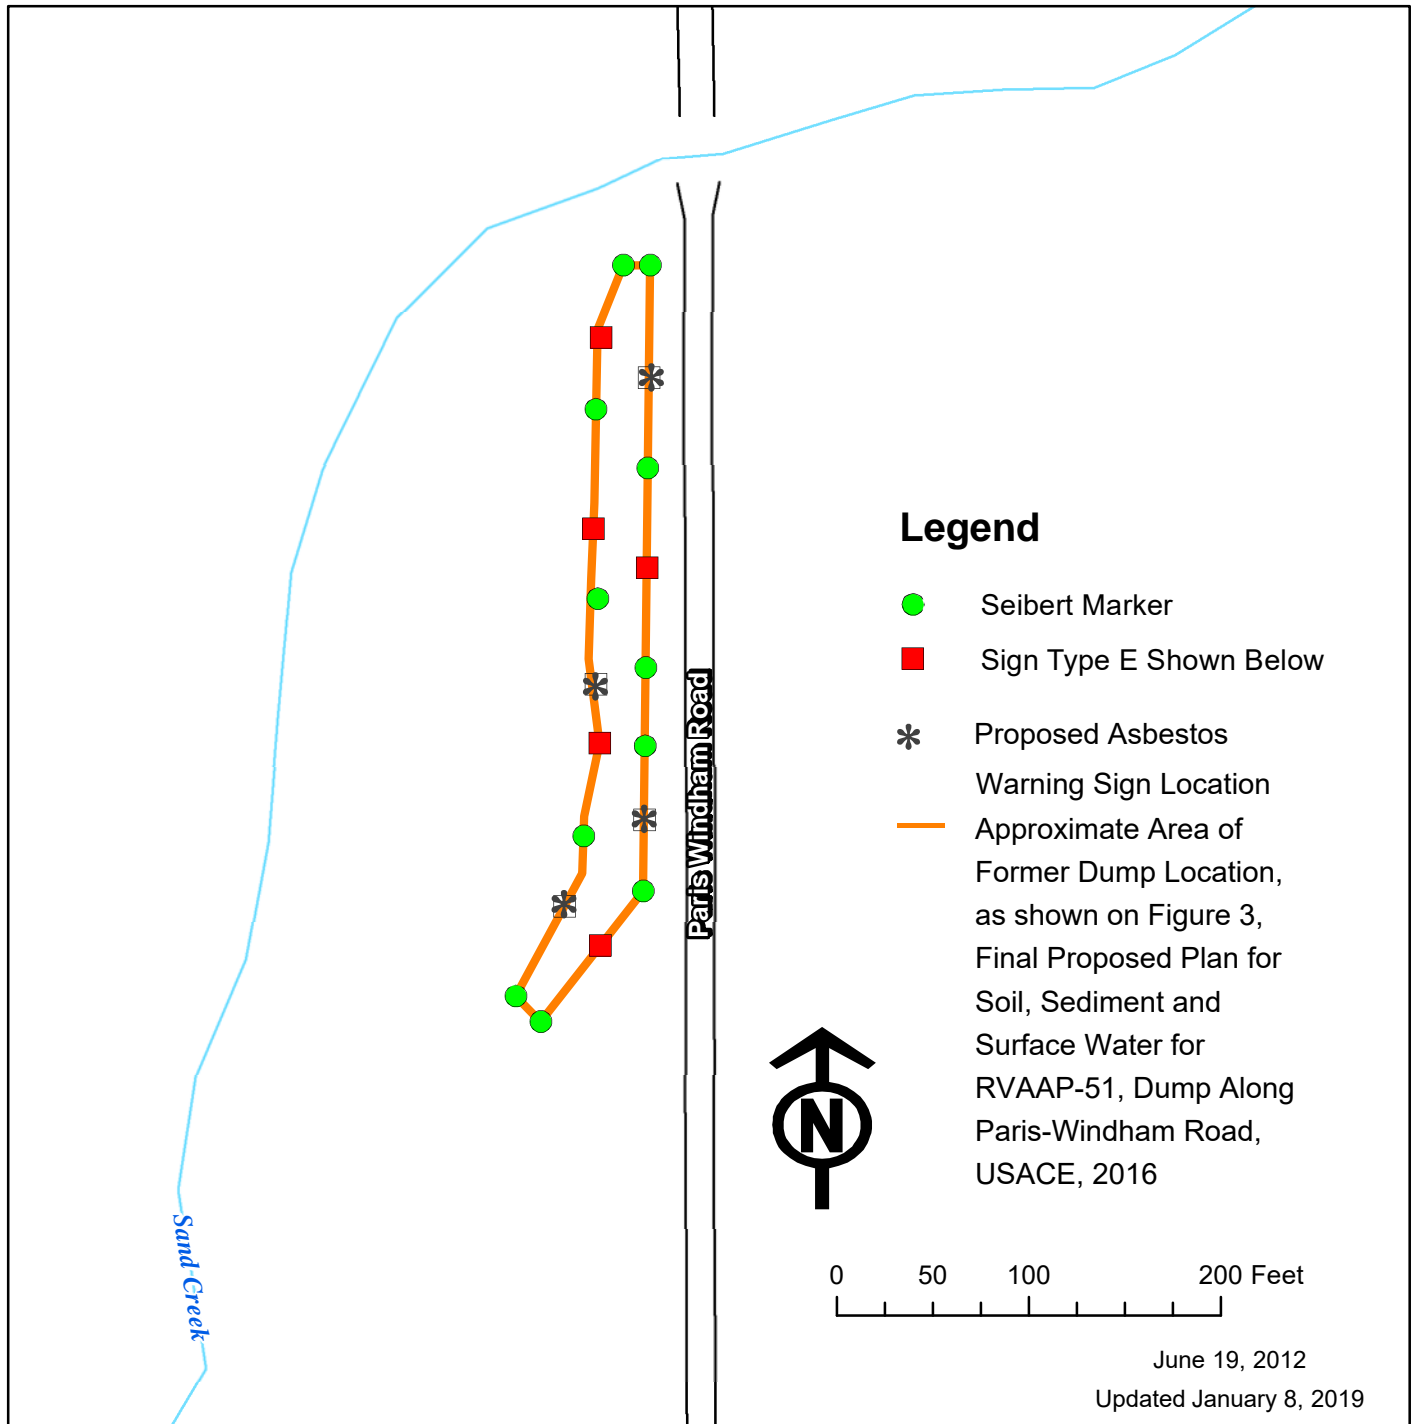 Legend
Seibert Marker
Sign Type E Shown Below
Proposed Asbestos
Warning Sign Location
Approximate Area of
Former Dump Location,
as shown on Figure 3,
Final Proposed Plan for
Soil, Sediment and
Surface Water for
RVAAP-51, Dump Along
Paris-Windham Road,
USACE, 2016
Paris Windham Road
N
Sand Creek
0 50 100 200 Feet
June 19, 2012
Updated January 8, 2019